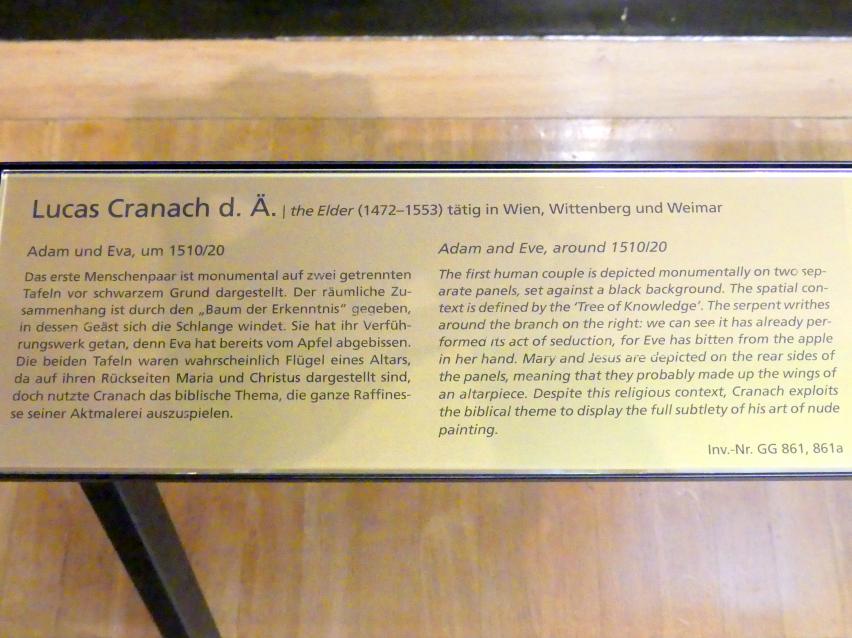 Lucas Cranach d. Ä. | the Elder (1472–1553) tätig in Wien, Wittenberg und Weimar
Adam und Eva, um 1510/20
Das erste Menschenpaar ist monumental auf zwei getrennten
Tafeln vor schwarzem Grund dargestellt. Der räumliche Zu-
sammenhang ist durch den „Baum der Erkenntnis“ gegeben,
in dessen Geäst sich die Schlange windet. Sie hat ihr Verfüh-
rungswerk getan, denn Eva hat bereits vom Apfel abgebissen.
Die beiden Tafeln waren wahrscheinlich Flügel eines Altars,
da auf ihren Rückseiten Maria und Christus dargestellt sind,
doch nutzte Cranach das biblische Thema, die ganze Raffines-
se seiner Aktmalerei auszuspielen.
Adam and Eve, around 1510/20
The first human couple is depicted monumentally on two sep-
arate panels, set against a black background. The spatial con-
text is defined by the ‘Tree of Knowledge’. The serpent writhes
around the branch on the right: we can see it has already per-
formed its act of seduction, for Eve has bitten from the apple
in her hand. Mary and Jesus are depicted on the rear sides of
the panels, meaning that they probably made up the wings of
an altarpiece. Despite this religious context, Cranach exploits
the biblical theme to display the full subtlety of his art of nude
painting.
Inv.-Nr. GG 861, 861a